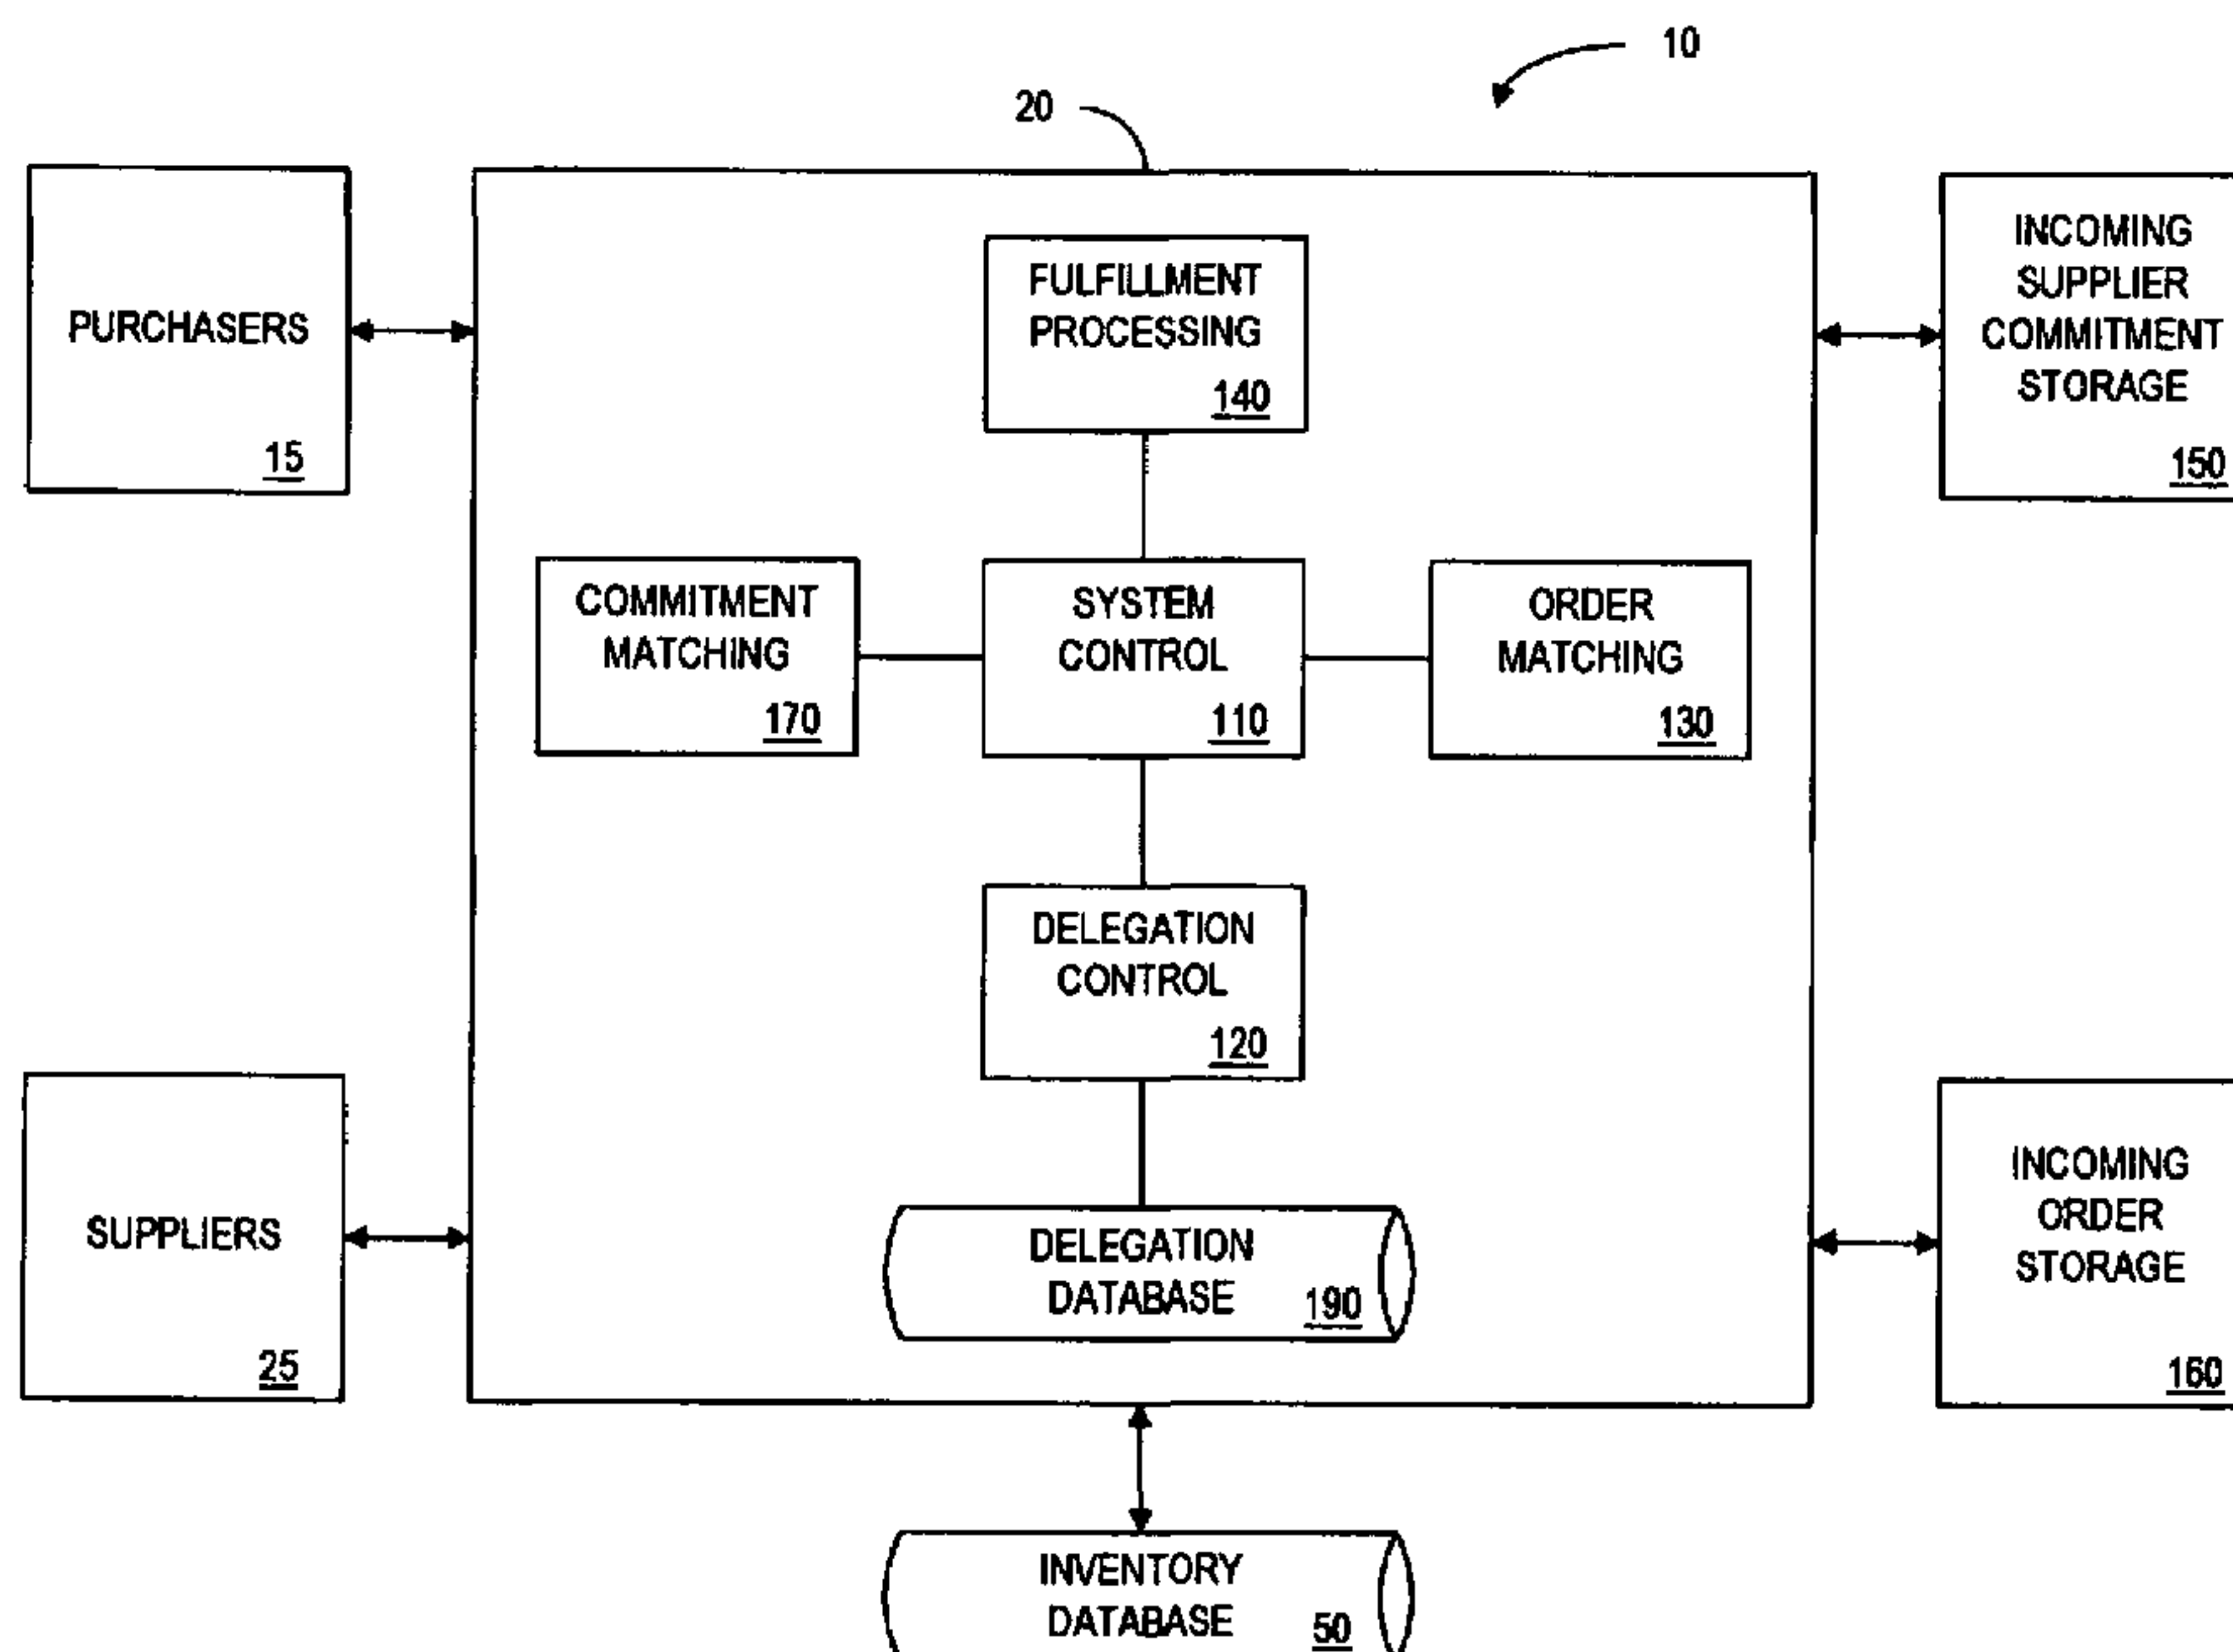 10
20
PURCHASERS
15
FULFILLMENT
PROCESSING
140
INCOMING
SUPPLIER
COMMITMENT
STORAGE
150
COMMITMENT
MATCHING
170
SYSTEM
CONTROL
110
ORDER
MATCHING
130
DELEGATION
CONTROL
120
SUPPLIERS
25
DELEGATION
DATABASE
190
INCOMING
ORDER
STORAGE
160
INVENTORY
DATABASE
50